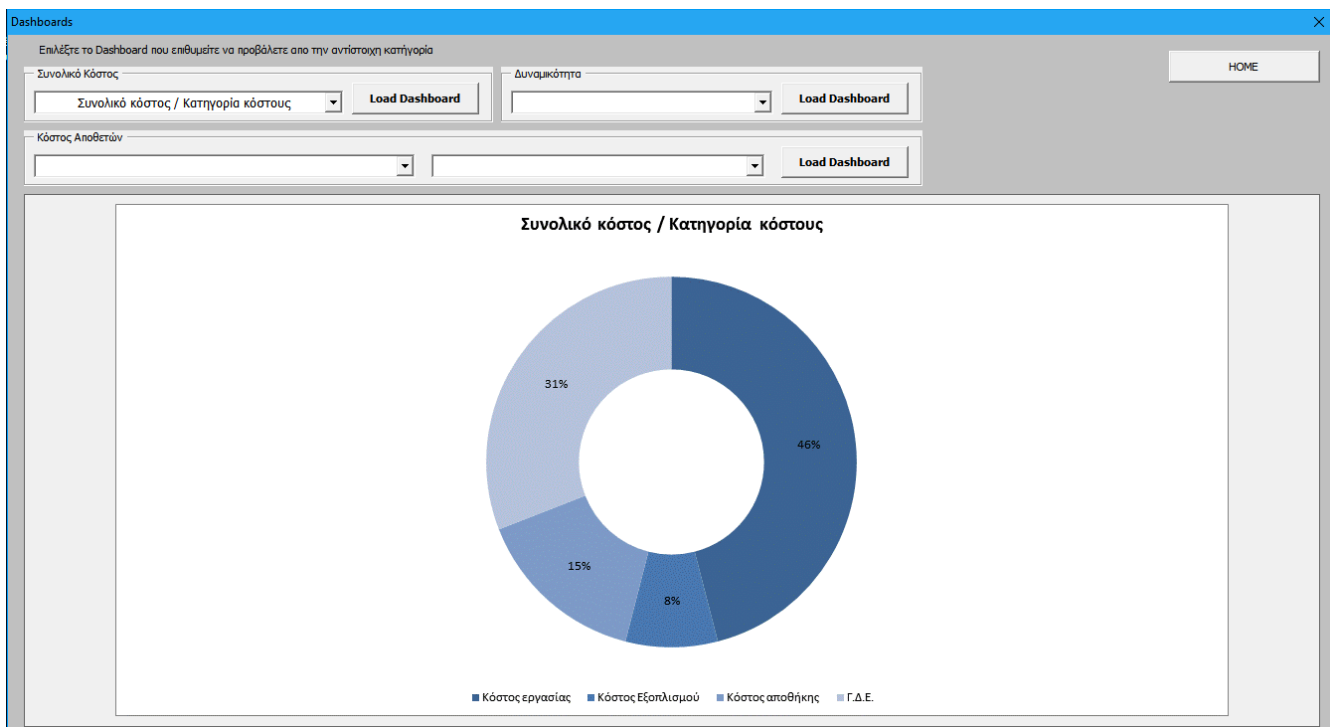 Dashboards
Επιλέξτε το Dashboard που επιθυμείτε να προβάλετε απο την αντίστοιχη κατήγορία
HOME
Συνολικό Κόστος
Συνολικό κόστος / Κατηγορία κόστους
Load Dashboard
Δυναμικότητα
Load Dashboard
Κόστος Αποθετών
Load Dashboard
Συνολικό κόστος / Κατηγορία κόστους
31%
46%
15%
8%
Κόστος εργασίας Κόστος Εξοπλισμού Κόστος αποθήκης Γ.Δ.Ε.